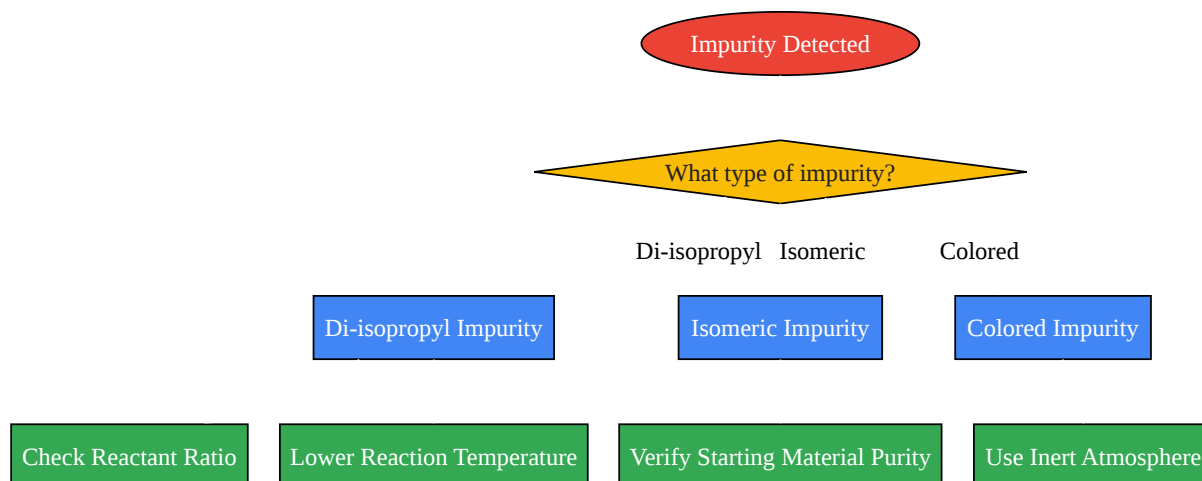 Impurity Detected
What type of impurity?
Di-isopropyl Isomeric Colored
Di-isopropyl Impurity Isomeric Impurity Colored Impurity
Check Reactant Ratio Lower Reaction Temperature Verify Starting Material Purity Use Inert Atmosphere